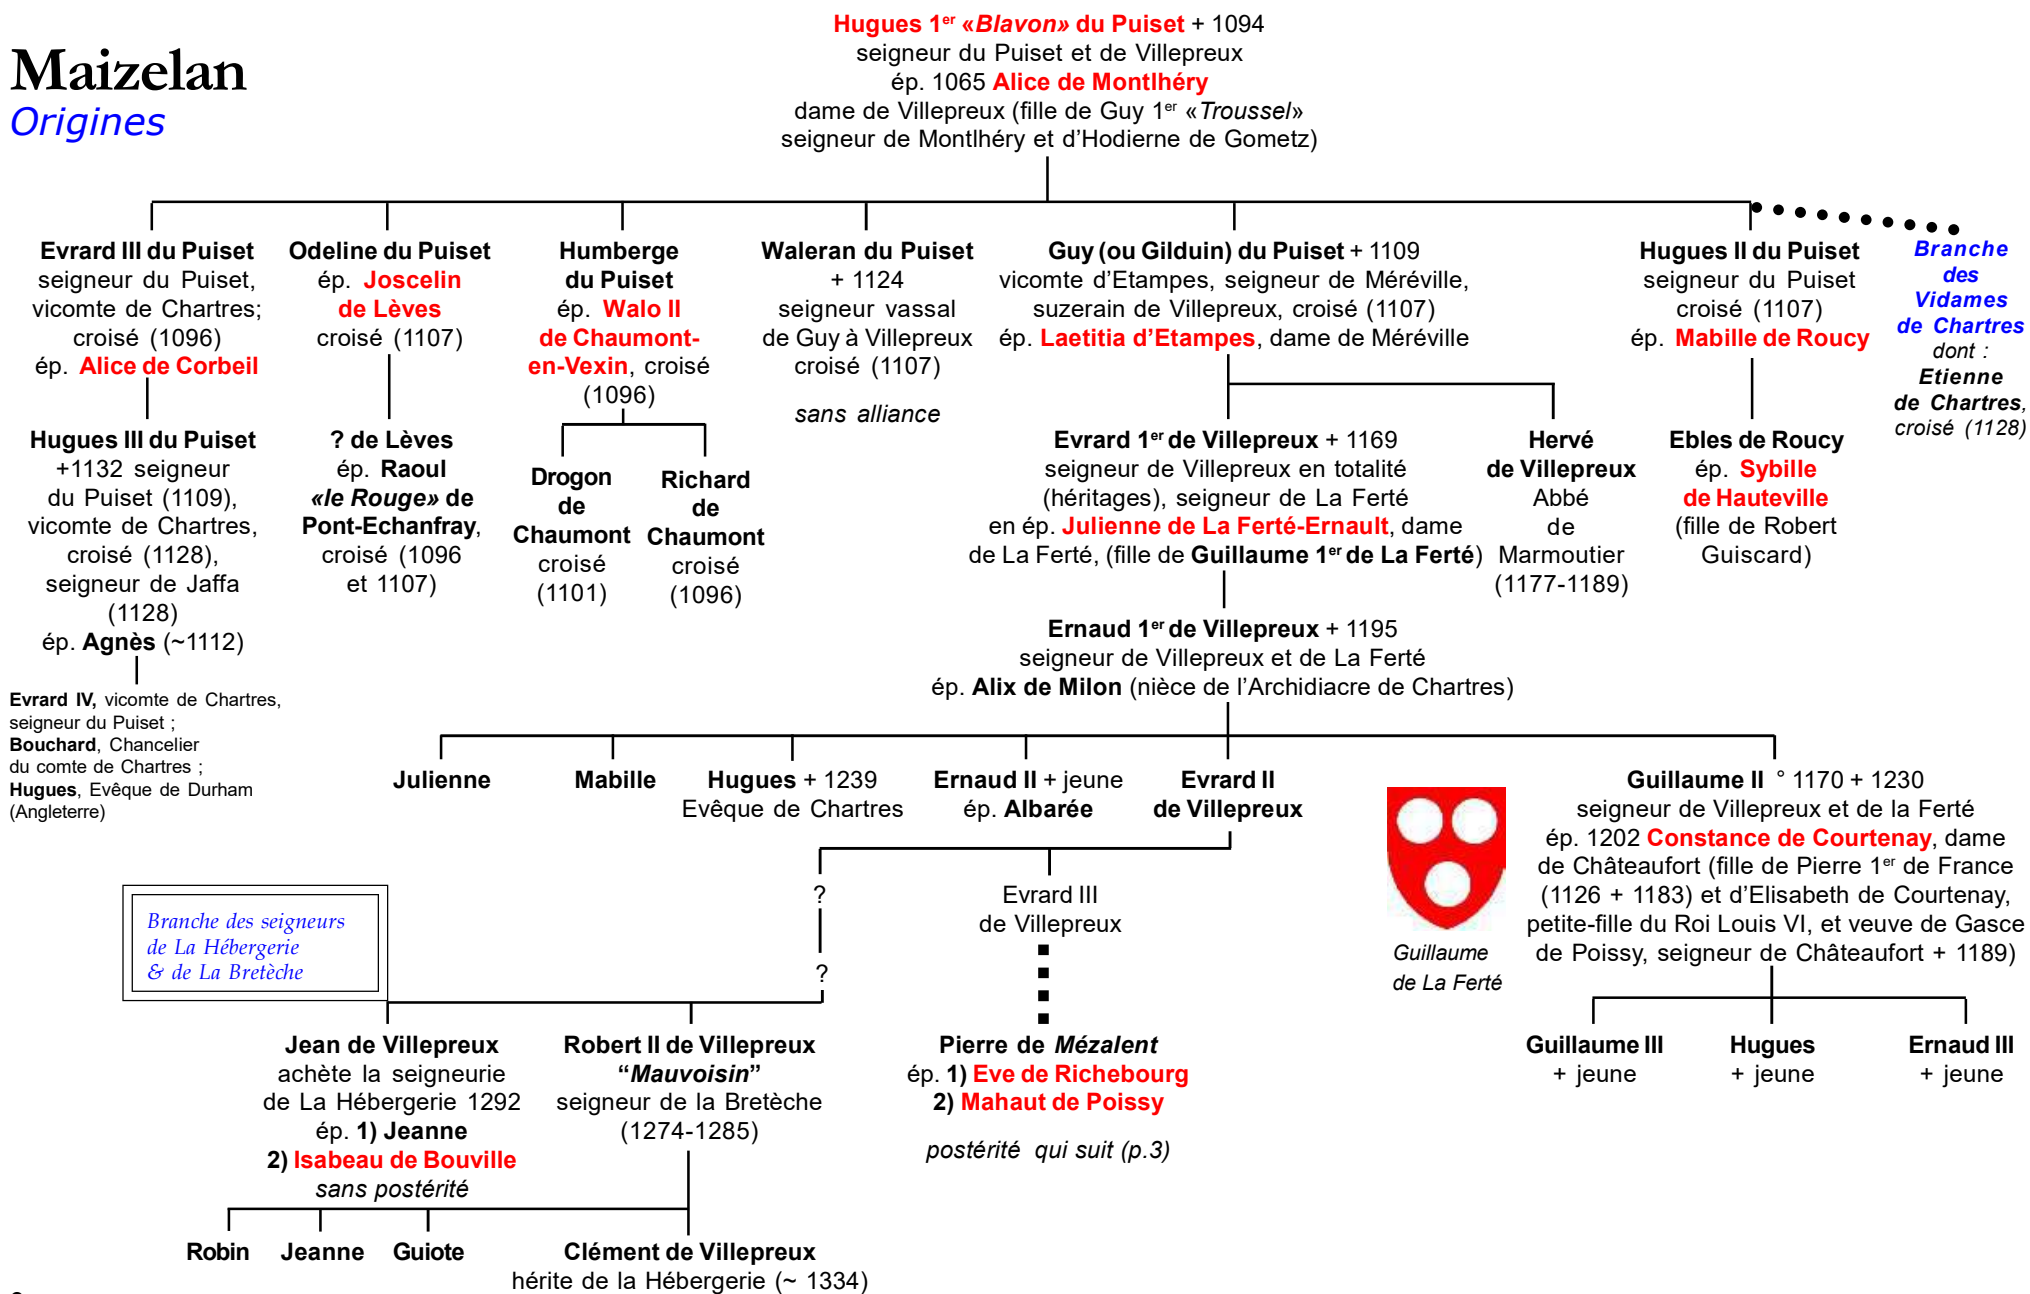 Maizelan
Origines
Hugues 1er «Blavon» du Puiset + 1094
seigneur du Puiset et de Villepreux
ép. 1065 Alice de Montlhéry
dame de Villepreux (fille de Guy 1er «Troussel»
seigneur de Montlhéry et d'Hodierne de Gometz)
Evrard III du Puiset
seigneur du Puiset,
vicomte de Chartres;
croisé (1096)
ép. Alice de Corbeil
Odeline du Puiset
ép. Joscelin
de Lèves
croisé (1107)
Humberge
du Puiset
ép. Walo II
de Chaumont-
en-Vexin, croisé
(1096)
Waleran du Puiset
+ 1124
seigneur vassal
de Guy à Villepreux
croisé (1107)
sans alliance
Guy (ou Gilduin) du Puiset + 1109
vicomte d'Etampes, seigneur de Méréville,
suzerain de Villepreux, croisé (1107)
ép. Laetitia d'Etampes, dame de Méréville
Hugues II du Puiset
seigneur du Puiset
croisé (1107)
ép. Mabille de Roucy
Branche
des
Vidames
de Chartres
dont :
Etienne
de Chartres,
croisé (1128)
Hugues III du Puiset
+1132 seigneur
du Puiset (1109),
vicomte de Chartres,
croisé (1128),
seigneur de Jaffa
(1128)
ép. Agnès (~1112)
? de Lèves
ép. Raoul
«le Rouge» de
Pont-Echanfray,
croisé (1096
et 1107)
Drogon
de
Chaumont
croisé
(1101)
Richard
de
Chaumont
croisé
(1096)
Evrard 1er de Villepreux + 1169
seigneur de Villepreux en totalité
(héritages), seigneur de La Ferté
en ép. Julienne de La Ferté-Ernault, dame
de La Ferté, (fille de Guillaume 1er de La Ferté)
Hervé
de Villepreux
Abbé
de
Marmoutier
(1177-1189)
Ebles de Roucy
ép. Sybille
de Hauteville
(fille de Robert
Guiscard)
Evrard IV, vicomte de Chartres,
seigneur du Puiset ;
Bouchard, Chancelier
du comte de Chartres ;
Hugues, Evêque de Durham
(Angleterre)
Ernaud 1er de Villepreux + 1195
seigneur de Villepreux et de La Ferté
ép. Alix de Milon (nièce de l'Archidiacre de Chartres)
Julienne
Mabille
Hugues + 1239
Evêque de Chartres
Ernaud II + jeune
ép. Albarée
Evrard II
de Villepreux
Guillaume II ° 1170 + 1230
seigneur de Villepreux et de la Ferté
ép. 1202 Constance de Courtenay, dame
de Châteaufort (fille de Pierre 1er de France
(1126 + 1183) et d'Elisabeth de Courtenay,
petite-fille du Roi Louis VI, et veuve de Gasce
de Poissy, seigneur de Châteaufort + 1189)
Guillaume
de La Ferté
Branche des seigneurs
de La Hébergerie
& de La Bretèche
?
?
Evrard III
de Villepreux
Jean de Villepreux
achète la seigneurie
de La Hébergerie 1292
ép. 1) Jeanne
2) Isabeau de Bouville
sans postérité
Robert II de Villepreux
“Mauvoisin”
seigneur de la Bretèche
(1274-1285)
Pierre de Mézalent
ép. 1) Eve de Richebourg
2) Mahaut de Poissy
postérité qui suit (p.3)
Guillaume III
+ jeune
Hugues
+ jeune
Ernaud III
+ jeune
Robin
Jeanne
Guiote
Clément de Villepreux
hérite de la Hébergerie (~ 1334)